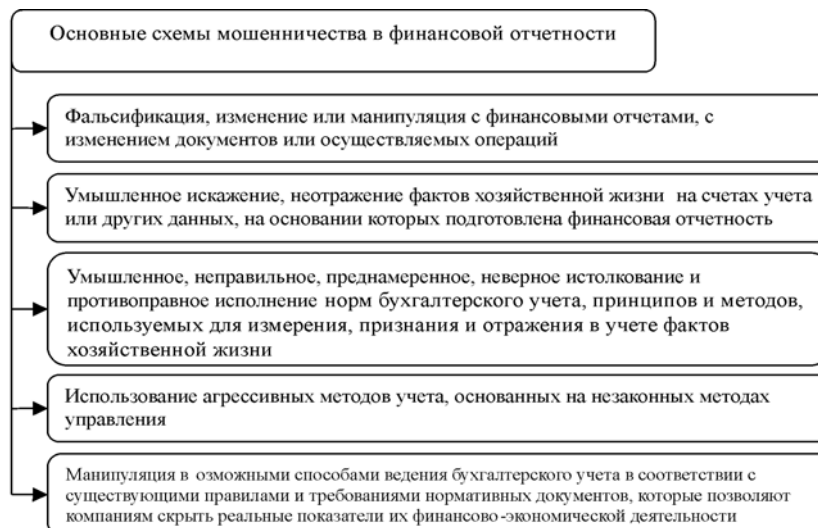 Основные схемы мошенничества в финансовой отчетности
Фальсификация, изменение или манипуляция с финансовыми отчетами, с
изменением документов или осуществляемых операций
Умышленное искажение, неотражение фактов хозяйственной жизни на счетах учета
или других данных, на основании которых подготовлена финансовая отчетность
Умышленное, неправильное, преднамеренное, неверное истолкование и
противоправное исполнение норм бухгалтерского учета, принципов и методов,
используемых для измерения, признания и отражения в учете фактов
хозяйственной жизни
Использование агрессивных методов учета, основанных на незаконных методах
управления
Манипуляция в озможными способами ведения бухгалтерского учета в соответствии с
существующими правилами и требованиями нормативных документов, которые позволяют
компаниям скрыть реальные показатели их финансово-экономической деятельности